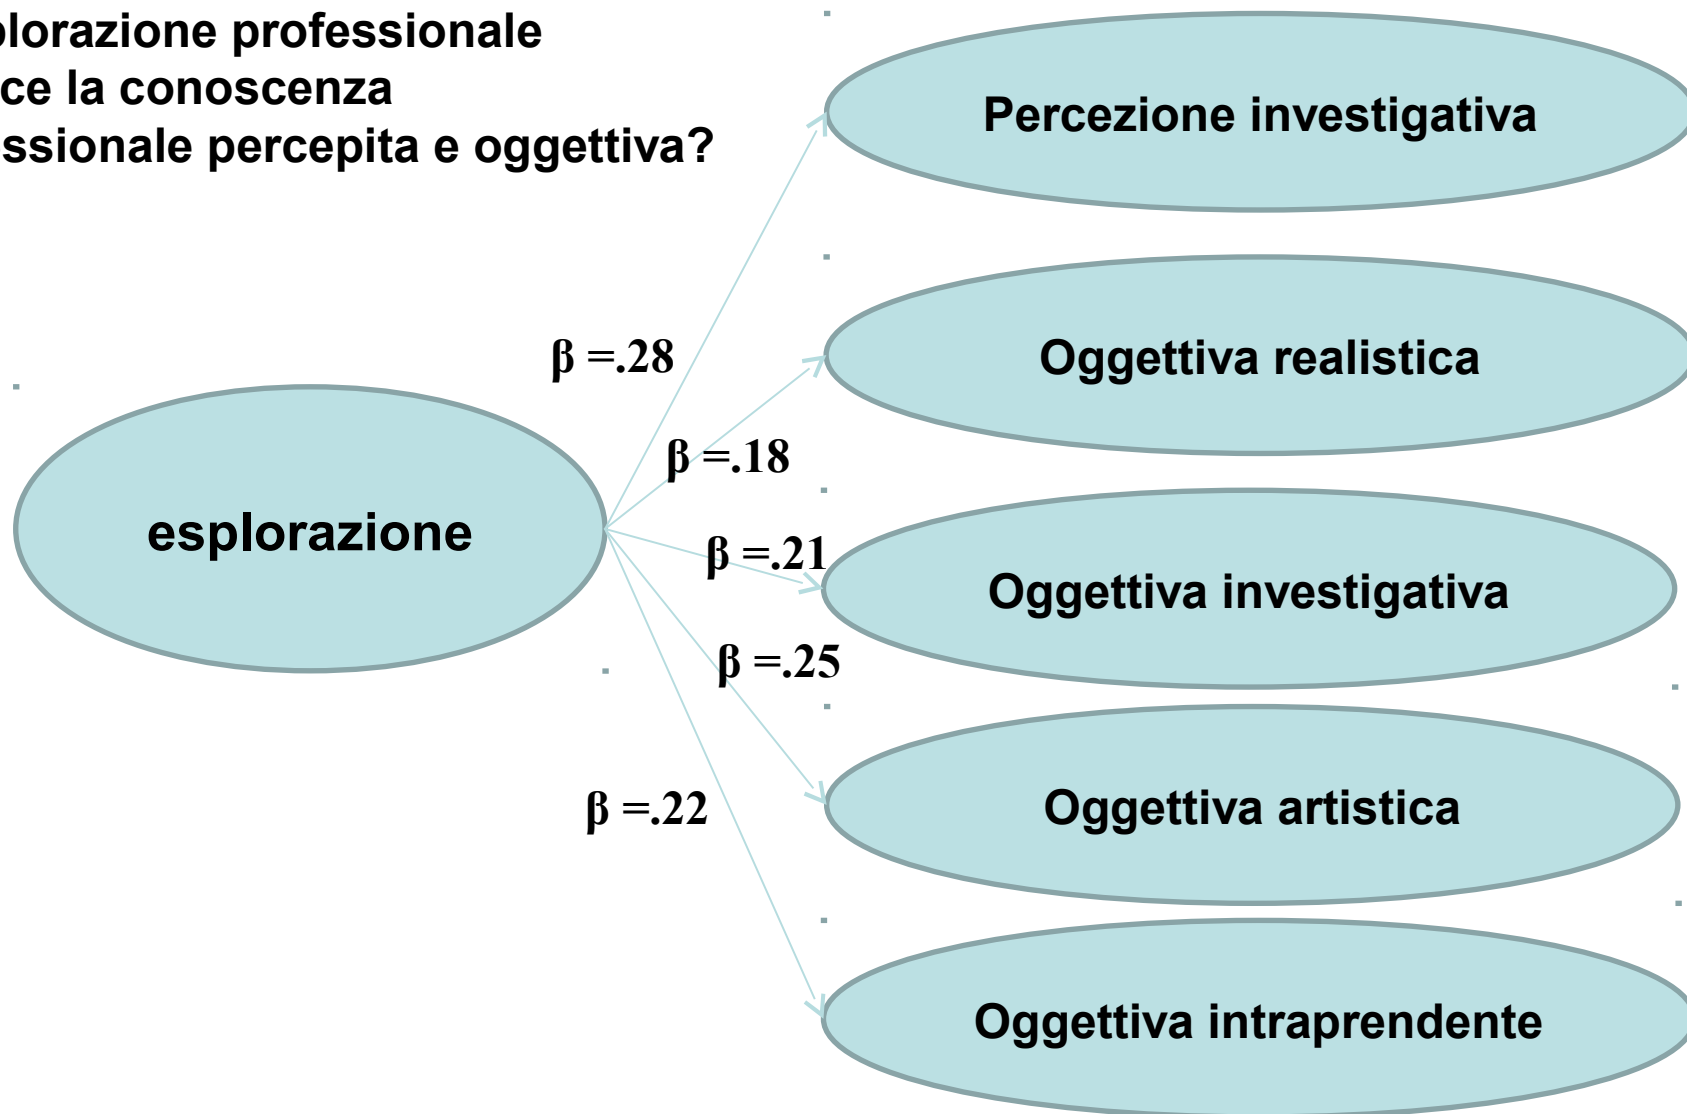 plorazione professionale
ce la conoscenza
ssionale percepita e oggettiva?
Percezione investigativa
β =.28
Oggettiva realistica
β =.18
esplorazione
β =.21
Oggettiva investigativa
β =.25
Oggettiva artistica
β =.22
Oggettiva intraprendente